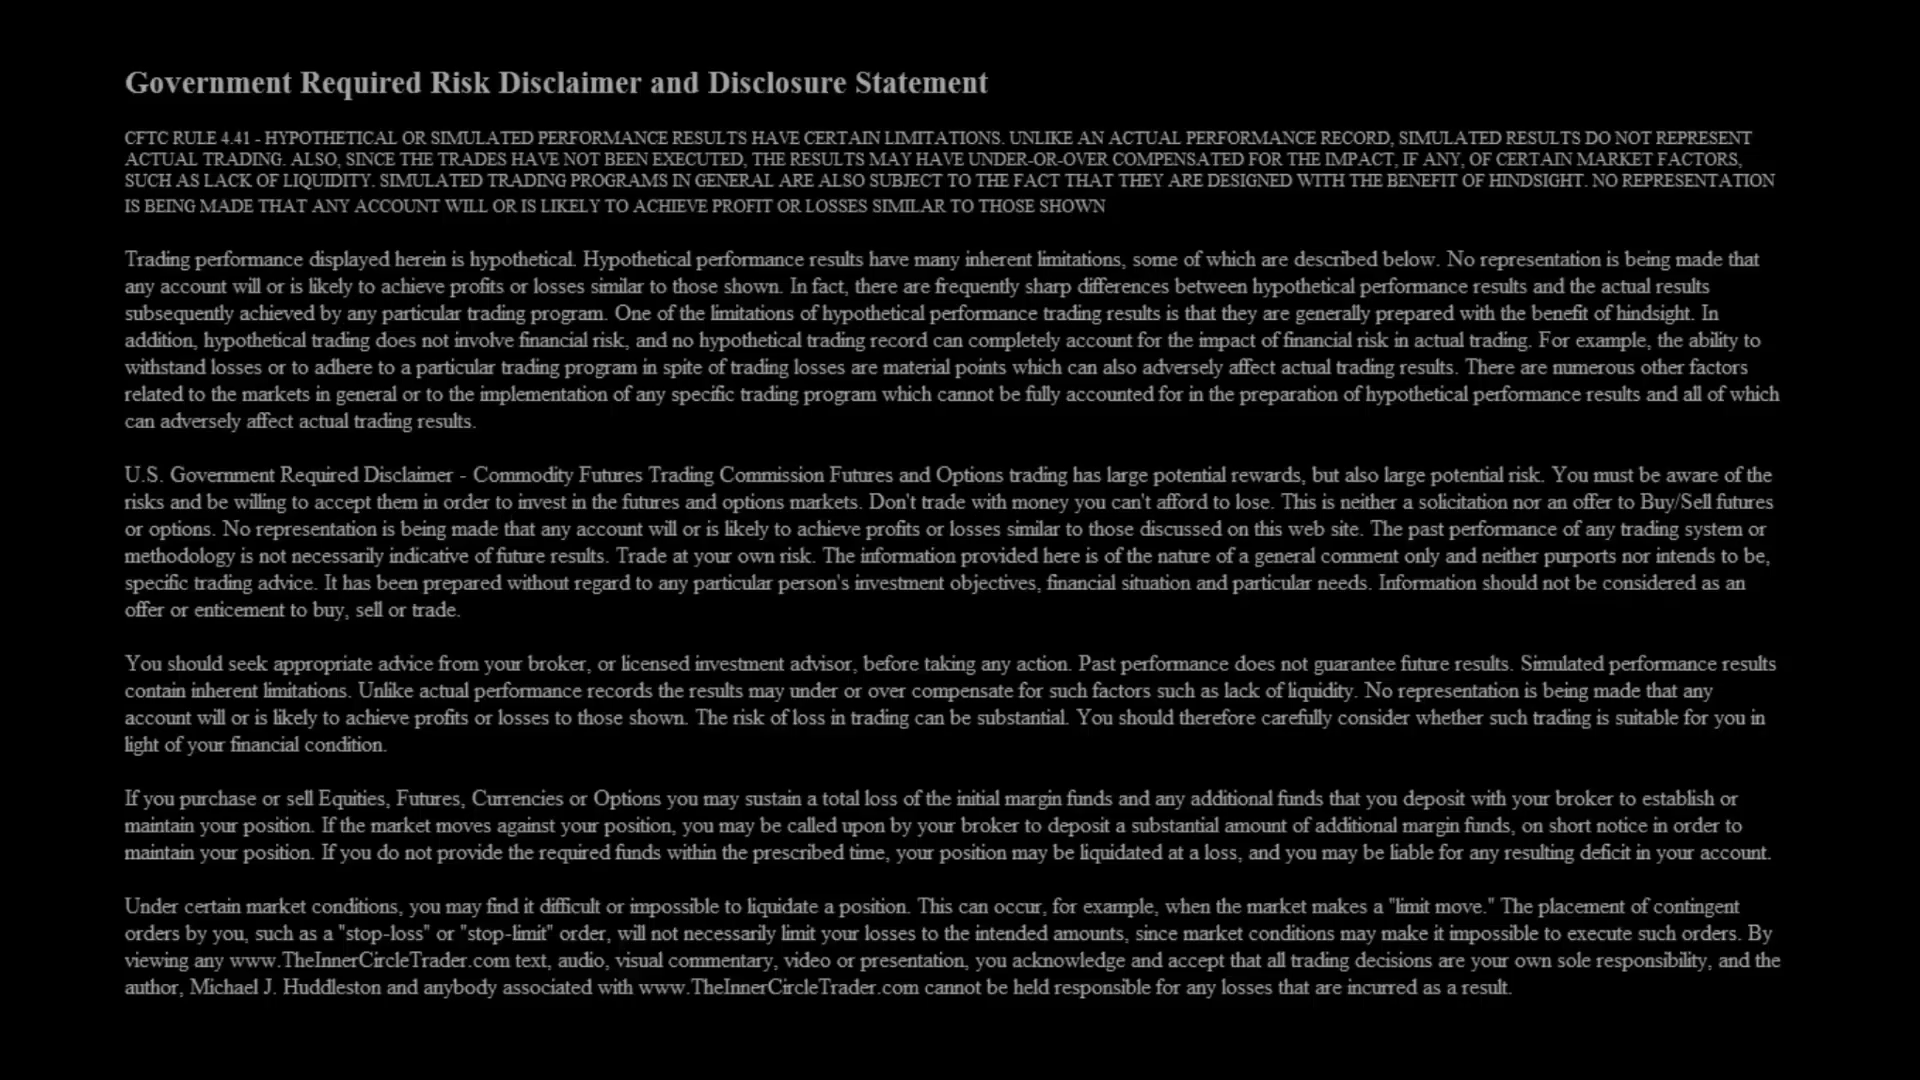 Government Required Risk Disclaimer and Disclosure Statement
CFTC RULE 4.41 - HYPOTHETICAL OR SIMULATED PERFORMANCE RESULTS HAVE CERTAIN LIMITATIONS. UNLIKE AN ACTUAL PERFORMANCE RECORD, SIMULATED RESULTS DO NOT REPRESENT
ACTUAL TRADING. ALSO, SINCE THE TRADES HAVE NOT BEEN EXECUTED, THE RESULTS MAY HAVE UNDER-OR-OVER COMPENSATED FOR THE IMPACT, IF ANY, OF CERTAIN MARKET FACTORS,
SUCH AS LACK OF LIQUIDITY. SIMULATED TRADING PROGRAMS IN GENERAL ARE ALSO SUBJECT TO THE FACT THAT THEY ARE DESIGNED WITH THE BENEFIT OF HINDSIGHT. NO REPRESENTATION
IS BEING MADE THAT ANY ACCOUNT WILL OR IS LIKELY TO ACHIEVE PROFIT OR LOSSES SIMILAR TO THOSE SHOWN
Trading performance displayed herein is hypothetical. Hypothetical performance results have many inherent limitations, some of which are described below. No representation is being made that
any account will or is likely to achieve profits or losses similar to those shown. In fact, there are frequently sharp differences between hypothetical performance results and the actual results
subsequently achieved by any particular trading program. One of the limitations of hypothetical performance trading results is that they are generally prepared with the benefit of hindsight. In
addition, hypothetical trading does not involve financial risk, and no hypothetical trading record can completely account for the impact of financial risk in actual trading. For example, the ability to
withstand losses or to adhere to a particular trading program in spite of trading losses are material points which can also adversely affect actual trading results. There are numerous other factors
related to the markets in general or to the implementation of any specific trading program which cannot be fully accounted for in the preparation of hypothetical performance results and all of which
can adversely affect actual trading results.
U.S. Government Required Disclaimer - Commodity Futures Trading Commission Futures and Options trading has large potential rewards, but also large potential risk. You must be aware of the
risks and be willing to accept them in order to invest in the futures and options markets. Don't trade with money you can't afford to lose. This is neither a solicitation nor an offer to Buy/Sell futures
or options. No representation is being made that any account will or is likely to achieve profits or losses similar to those discussed on this web site. The past performance of any trading system or
methodology is not necessarily indicative of future results. Trade at your own risk. The information provided here is of the nature of a general comment only and neither purports nor intends to be,
specific trading advice. It has been prepared without regard to any particular person's investment objectives, financial situation and particular needs. Information should not be considered as an
offer or enticement to buy, sell or trade.
You should seek appropriate advice from your broker, or licensed investment advisor, before taking any action. Past performance does not guarantee future results. Simulated performance results
contain inherent limitations. Unlike actual performance records the results may under or over compensate for such factors such as lack of liquidity. No representation is being made that any
account will or is likely to achieve profits or losses to those shown. The risk of loss in trading can be substantial. You should therefore carefully consider whether such trading is suitable for you in
light of your financial condition.
If you purchase or sell Equities, Futures, Currencies or Options you may sustain a total loss of the initial margin funds and any additional funds that you deposit with your broker to establish or
maintain your position. If the market moves against your position, you may be called upon by your broker to deposit a substantial amount of additional margin funds, on short notice in order to
maintain your position. If you do not provide the required funds within the prescribed time, your position may be liquidated at a loss, and you may be liable for any resulting deficit in your account.
Under certain market conditions, you may find it difficult or impossible to liquidate a position. This can occur, for example, when the market makes a "limit move." The placement of contingent
orders by you, such as a "stop-loss" or "stop-limit" order, will not necessarily limit your losses to the intended amounts, since market conditions may make it impossible to execute such orders. By
viewing any www.TheInnerCircleTrader.com text, audio, visual commentary, video or presentation, you acknowledge and accept that all trading decisions are your own sole responsibility, and the
author, Michael J. Huddleston and anybody associated with www.TheInnerCircleTrader.com cannot be held responsible for any losses that are incurred as a result.